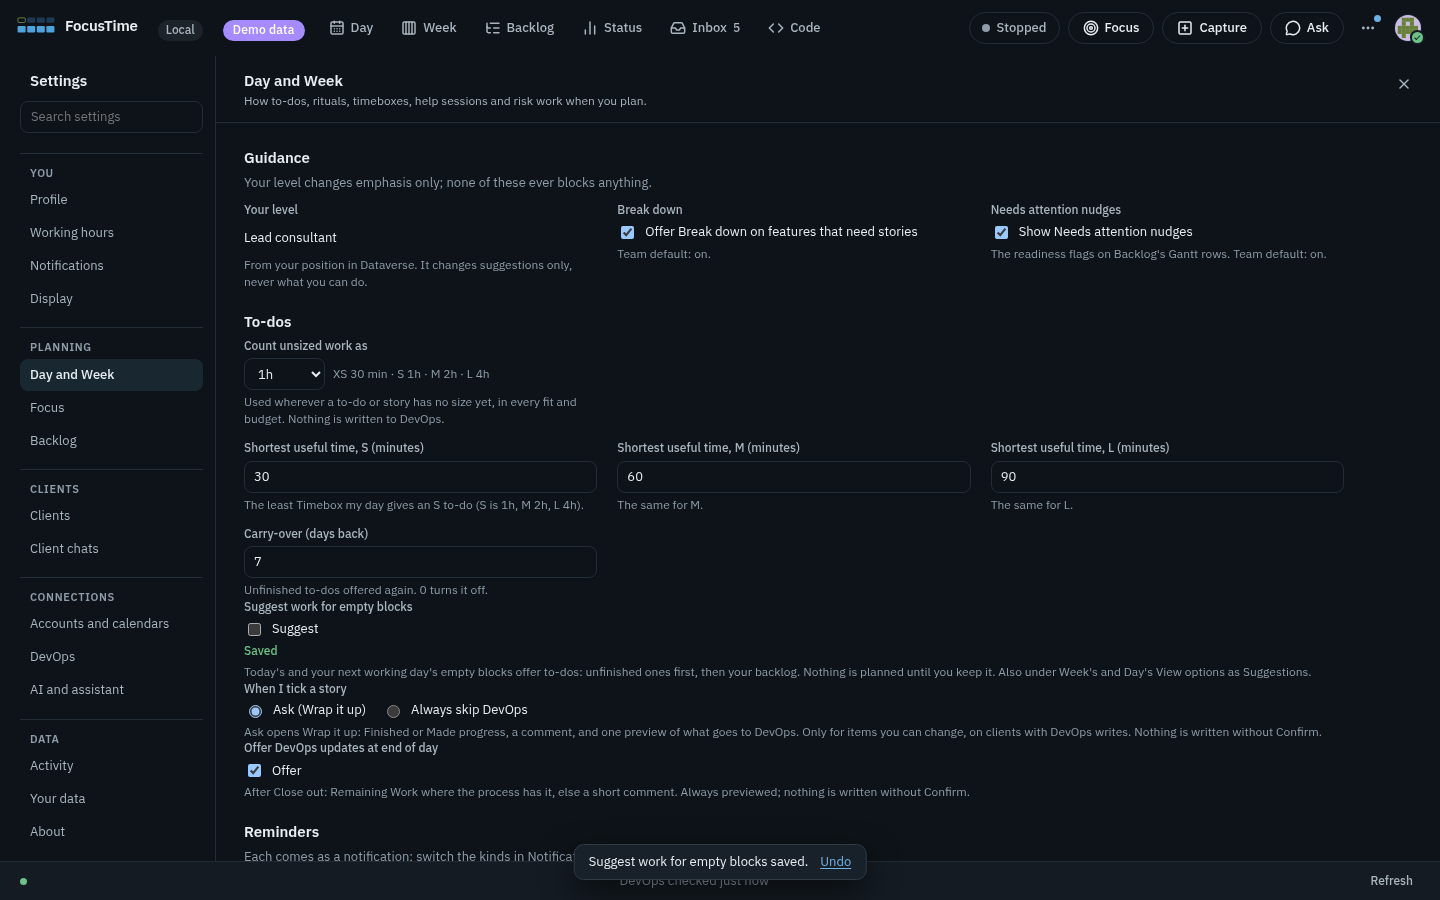 FocusTime
Local
Demo data
Day
Week
Backlog
Status
Inbox 5
Code
Stopped
Focus
Capture
Ask
Settings
Search settings
YOU
Profile
Working hours
Notifications
Display
PLANNING
Day and Week
Focus
Backlog
CLIENTS
Clients
Client chats
CONNECTIONS
Accounts and calendars
DevOps
AI and assistant
DATA
Activity
Your data
About
Day and Week
How to-dos, rituals, timeboxes, help sessions and risk work when you plan.
Guidance
Your level changes emphasis only; none of these ever blocks anything.
Your level
Lead consultant
From your position in Dataverse. It changes suggestions only,
never what you can do.
Break down
Offer Break down on features that need stories
Team default: on.
Needs attention nudges
Show Needs attention nudges
The readiness flags on Backlog's Gantt rows. Team default: on.
To-dos
Count unsized work as
1h
XS 30 min · S 1h · M 2h · L 4h
Used wherever a to-do or story has no size yet, in every fit and
budget. Nothing is written to DevOps.
Shortest useful time, S (minutes)
30
The least Timebox my day gives an S to-do (S is 1h, M 2h, L 4h).
Shortest useful time, M (minutes)
60
The same for M.
Shortest useful time, L (minutes)
90
The same for L.
Carry-over (days back)
7
Unfinished to-dos offered again. 0 turns it off.
Suggest work for empty blocks
Suggest
Saved
Today's and your next working day's empty blocks offer to-dos: unfinished ones first, then your backlog. Nothing is planned until you keep it. Also under Week's and Day's View options as Suggestions.
When I tick a story
Ask (Wrap it up)
Always skip DevOps
Ask opens Wrap it up: Finished or Made progress, a comment, and one preview of what goes to DevOps. Only for items you can change, on clients with DevOps writes. Nothing is written without Confirm.
Offer DevOps updates at end of day
Offer
After Close out: Remaining Work where the process has it, else a short comment. Always previewed; nothing is written without Confirm.
Reminders
Each comes as a notification: switch the kinds in
Suggest work for empty blocks saved. Undo
DevOps checked just now
Refresh